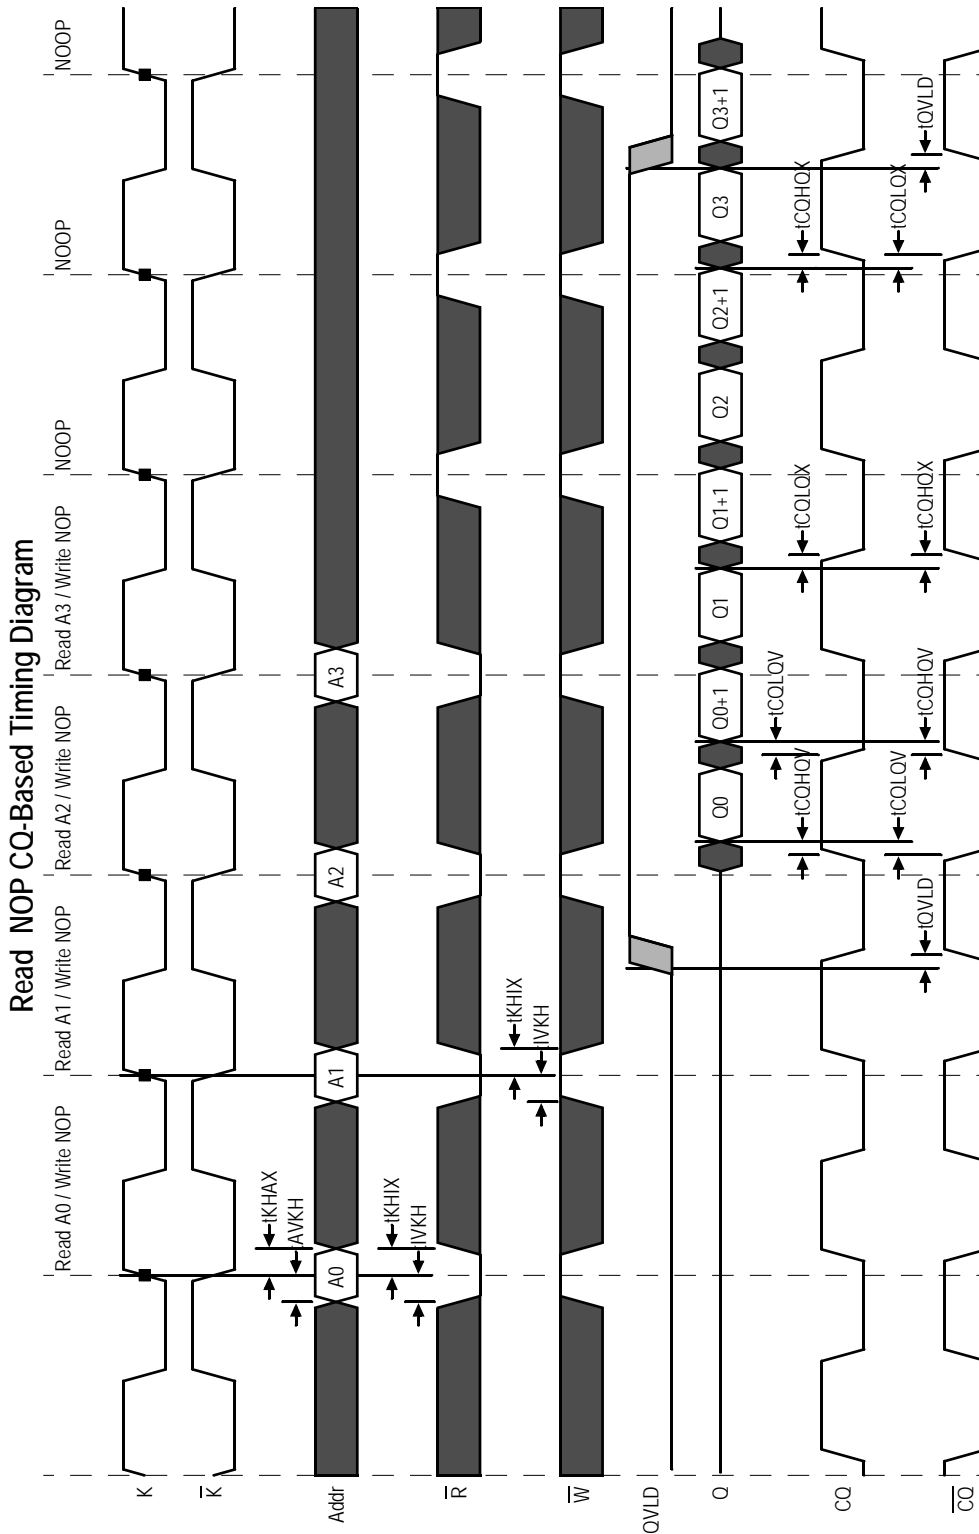 Read NOP CQ-Based Timing Diagram
Read A0 / Write NOP
Read A1 / Write NOP
Read A2 / Write NOP
Read A3 / Write NOP
NOOP
NOOP
NOOP
K
K
tKHAX
tAVKH
Addr
A0
A1
A2
A3
tKHIX
tIVKH
R
tKHIX
tIVKH
W
QVLD
Q
Q0
Q0+1
Q1
Q1+1
Q2
Q2+1
Q3
Q3+1
tCQLQV
tCQHQV
tCQLQX
tCQHQX
CQ
tCQLQV
tCQLQX
tQVLD
tCQHQV
tCQHQX
tQVLD
CQ